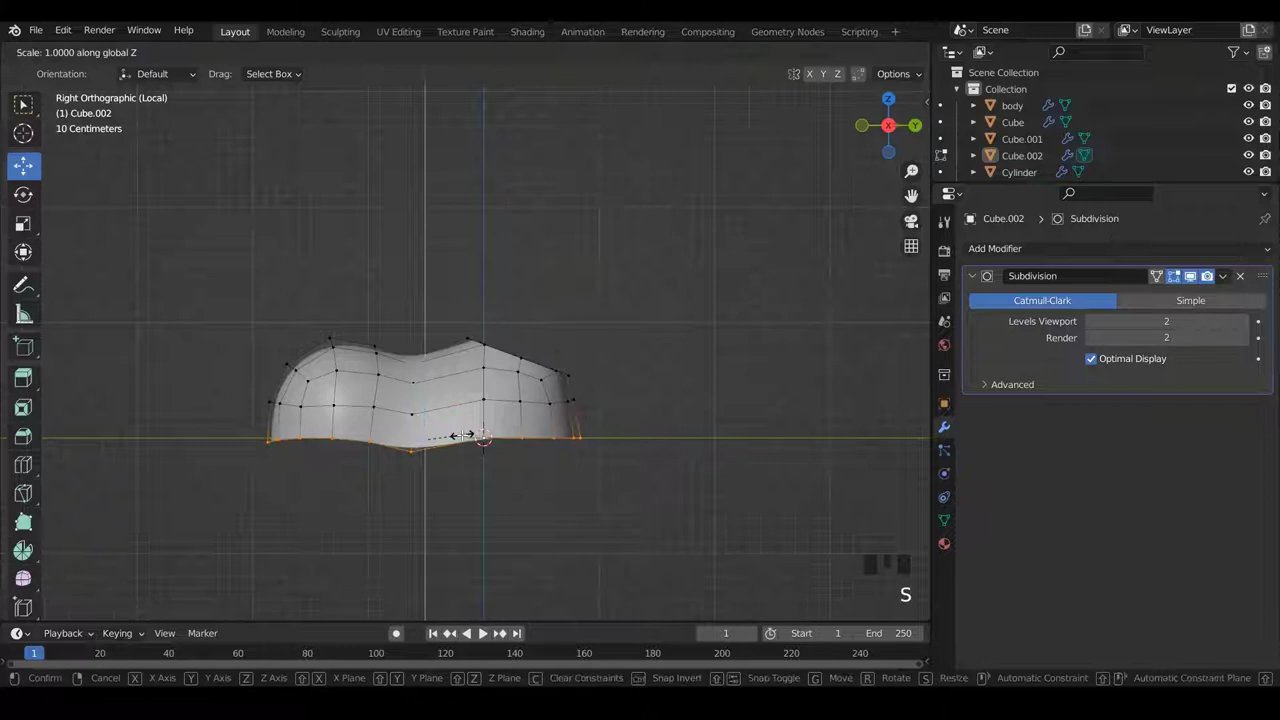 File Edit Render Window Help Layout Modeling Sculpting UV Editing Texture Paint Shading Animation Rendering Compositing Geometry Nodes Scripting + Scene ViewLayer
Scale: 1.0000 along global Z
Orientation: Default Drag: Select Box X Y Z Options
Scene Collection
Collection
body
Cube
Cube.001
Cube.002
Cylinder
Right Orthographic (Local)
(1) Cube.002
10 Centimeters
Z
X
Y
Cube.002 > Subdivision
Add Modifier
Subdivision
Catmull-Clark Simple
Levels Viewport 2
Render 2
Optimal Display
Advanced
S
Playback Keying View Marker 1 Start 1 End 250
1 20 40 60 80 100 120 140 160 180 200 220 240
Confirm Cancel X X Axis Y Y Axis Z Z Axis X X Plane Y Y Plane Z Z Plane C Clear Constraints Snap Invert Snap Toggle G Move R Rotate S Resize Automatic Constraint Automatic Constraint Plane